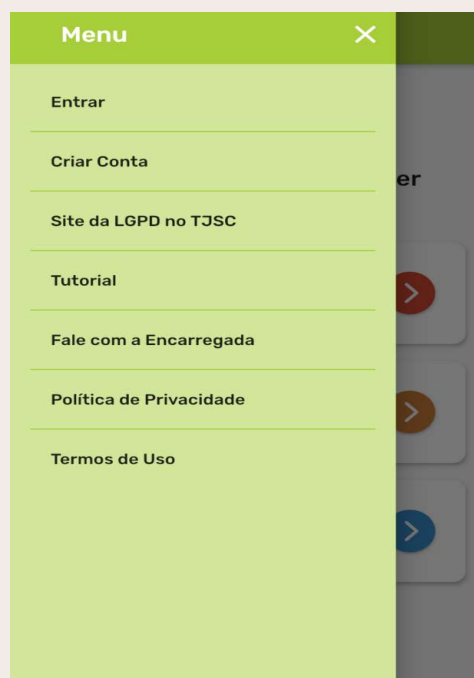 Menu
Entrar
Criar Conta
er
Site da LGPD no TJSC
Tutorial
Fale com a Encarregada
Política de Privacidade
Termos de Uso